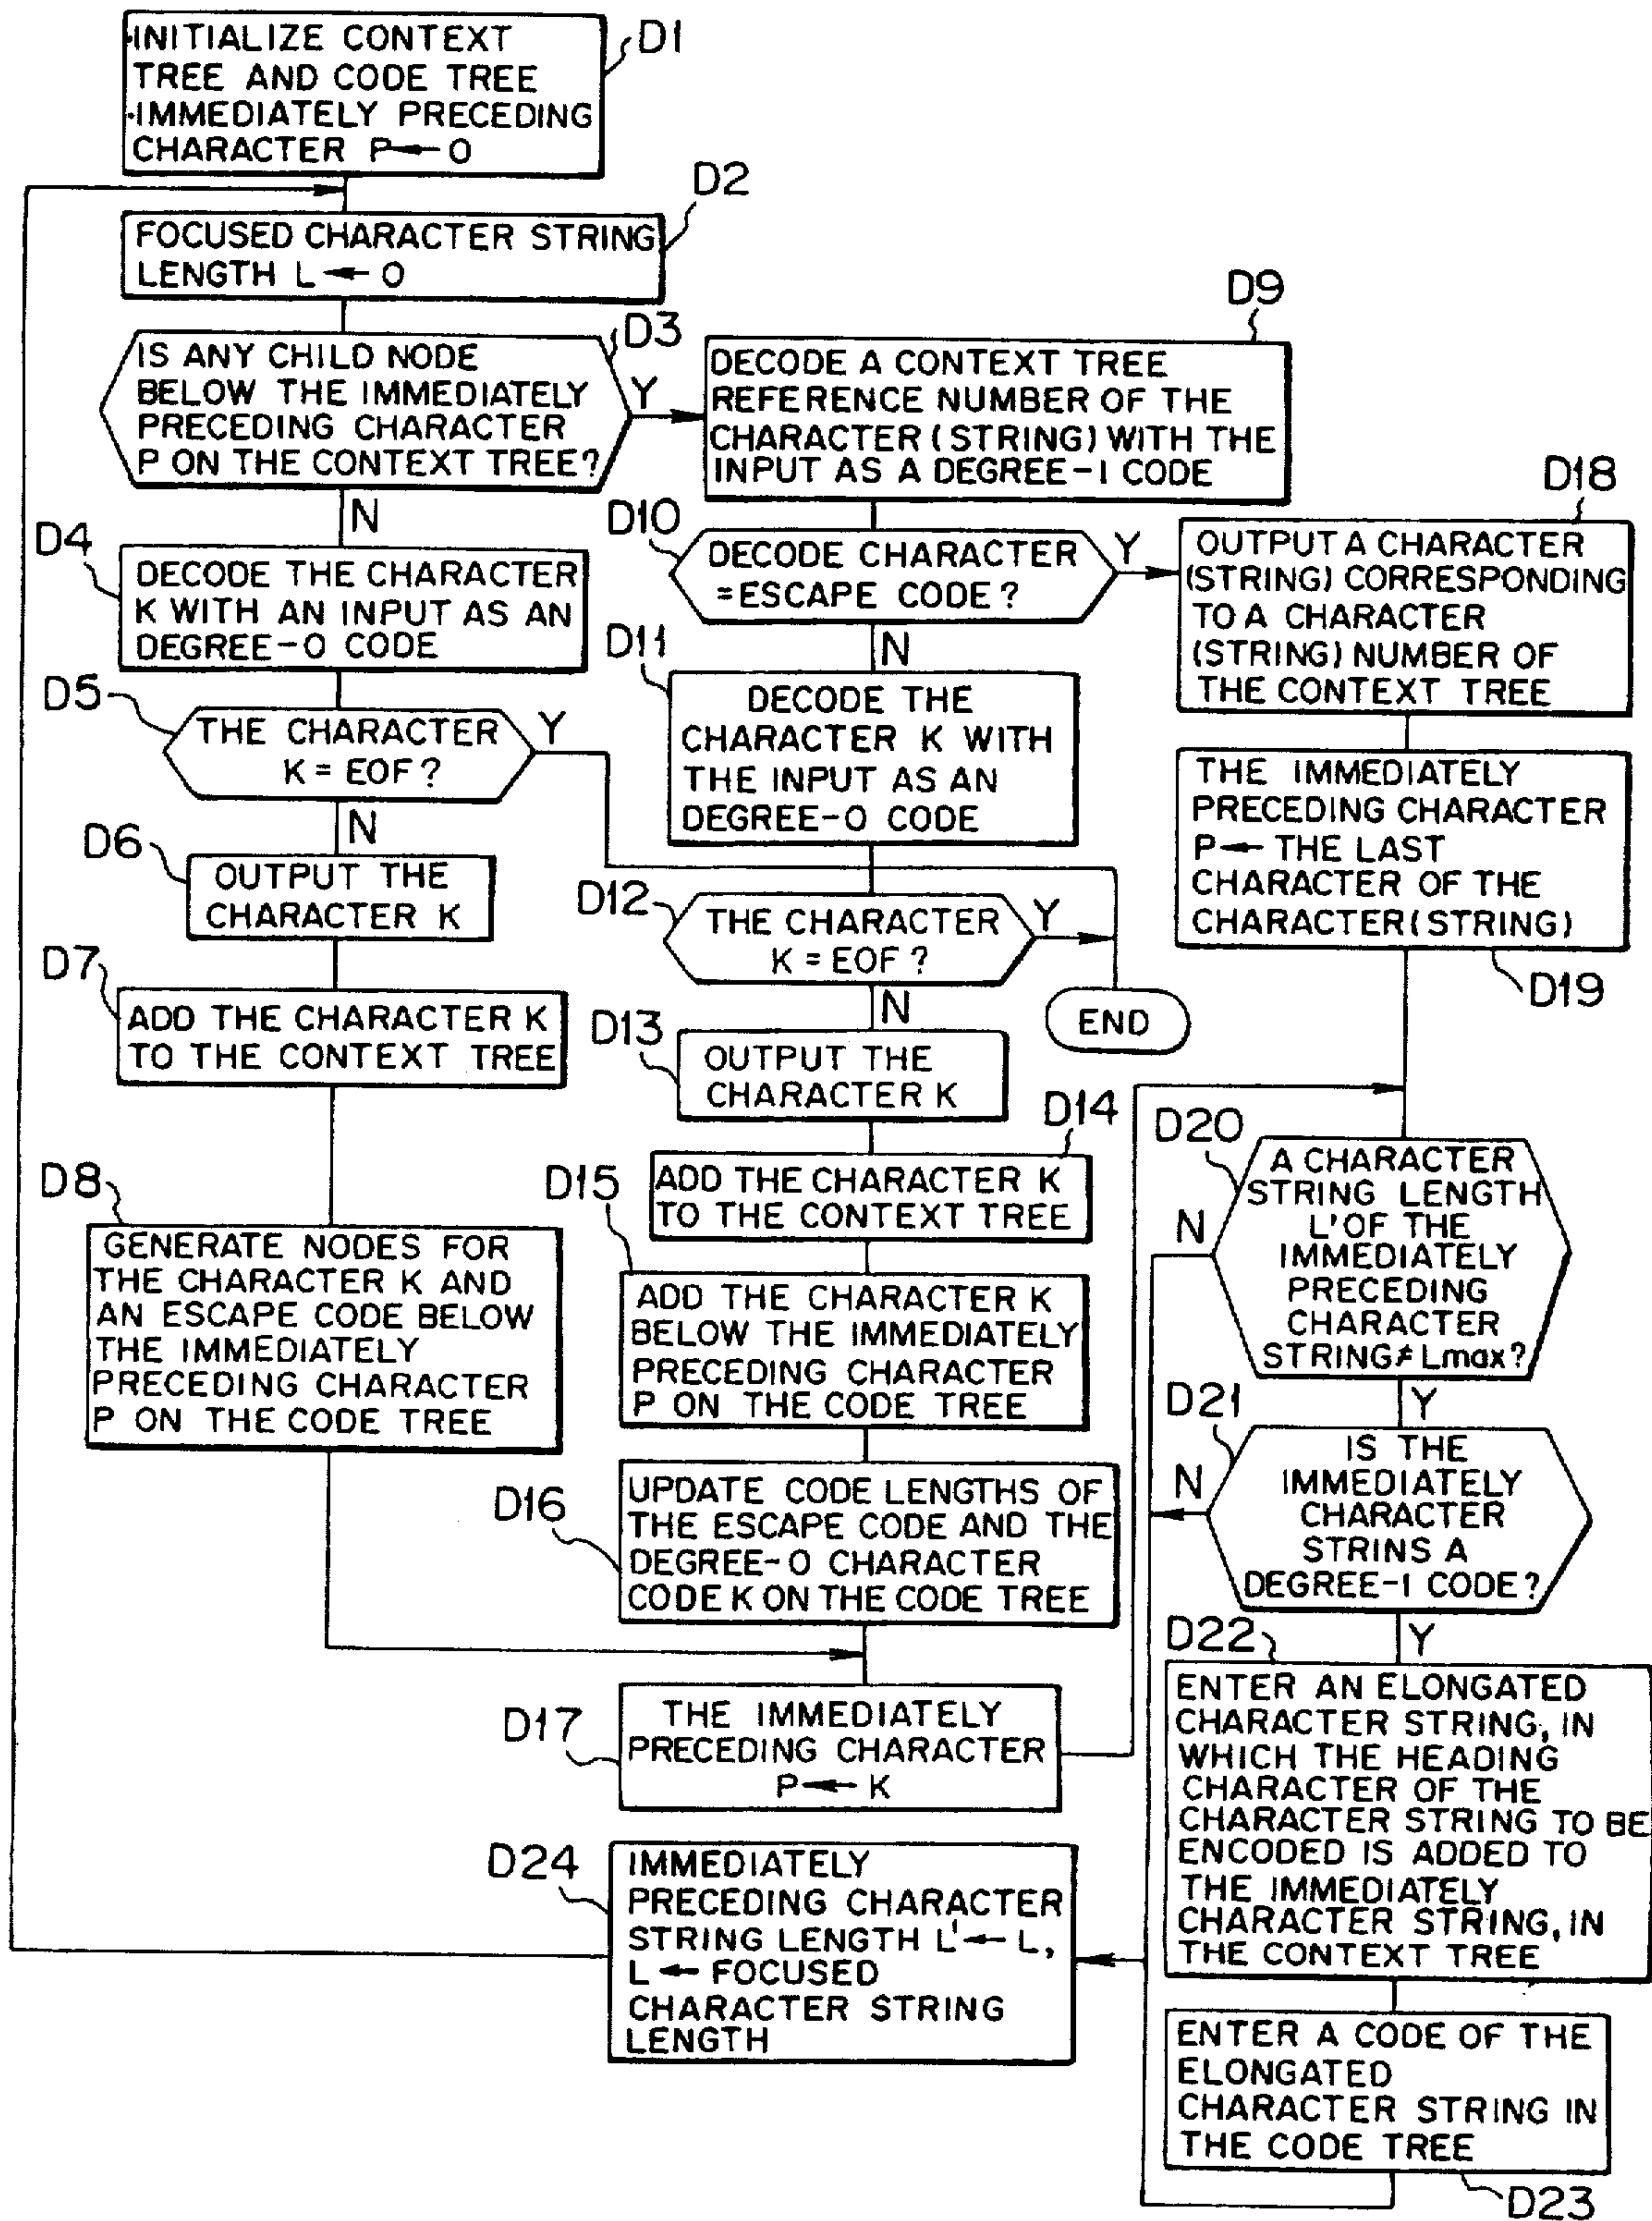 D1
·INITIALIZE CONTEXT
TREE AND CODE TREE
·IMMEDIATELY PRECEDING
CHARACTER P←0
D2
FOCUSED CHARACTER STRING
LENGTH L←0
D3
IS ANY CHILD NODE
BELOW THE IMMEDIATELY
PRECEDING CHARACTER
P ON THE CONTEXT TREE?
Y
N
D4
DECODE THE CHARACTER
K WITH AN INPUT AS AN
DEGREE-0 CODE
D5
THE CHARACTER
K=EOF?
Y
N
D6
OUTPUT THE
CHARACTER K
D7
ADD THE CHARACTER K
TO THE CONTEXT TREE
D8
GENERATE NODES FOR
THE CHARACTER K AND
AN ESCAPE CODE BELOW
THE IMMEDIATELY
PRECEDING CHARACTER
P ON THE CODE TREE
D9
DECODE A CONTEXT TREE
REFERENCE NUMBER OF THE
CHARACTER (STRING) WITH THE
INPUT AS A DEGREE-1 CODE
D10
DECODE CHARACTER
=ESCAPE CODE?
Y
N
D11
DECODE THE
CHARACTER K WITH
THE INPUT AS AN
DEGREE-0 CODE
D12
THE CHARACTER
K=EOF?
Y
N
END
D13
OUTPUT THE
CHARACTER K
D14
ADD THE CHARACTER K
TO THE CONTEXT TREE
D15
ADD THE CHARACTER K
BELOW THE IMMEDIATELY
PRECEDING CHARACTER
P ON THE CODE TREE
D16
UPDATE CODE LENGTHS OF
THE ESCAPE CODE AND THE
DEGREE-0 CHARACTER
CODE K ON THE CODE TREE
D17
THE IMMEDIATELY
PRECEDING CHARACTER
P←K
D18
OUTPUT A CHARACTER
(STRING) CORRESPONDING
TO A CHARACTER
(STRING) NUMBER OF
THE CONTEXT TREE
THE IMMEDIATELY
PRECEDING CHARACTER
P←THE LAST
CHARACTER OF THE
CHARACTER(STRING)
D19
D20
A CHARACTER
STRING LENGTH
L'OF THE
IMMEDIATELY
PRECEDING
CHARACTER
STRING≠Lmax?
N
Y
D21
IS THE
IMMEDIATELY
CHARACTER
STRINS A
DEGREE-1 CODE?
N
Y
D22
ENTER AN ELONGATED
CHARACTER STRING, IN
WHICH THE HEADING
CHARACTER OF THE
CHARACTER STRING TO BE
ENCODED IS ADDED TO
THE IMMEDIATELY
CHARACTER STRING, IN
THE CONTEXT TREE
ENTER A CODE OF THE
ELONGATED
CHARACTER STRING IN
THE CODE TREE
D23
D24
IMMEDIATELY
PRECEDING CHARACTER
STRING LENGTH L'←L,
L←FOCUSED
CHARACTER STRING
LENGTH